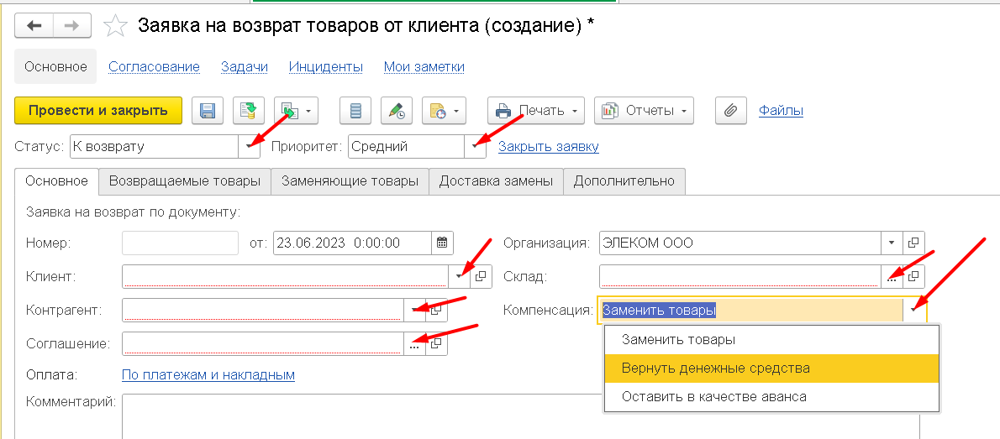 Заявка на возврат товаров от клиента (создание) *
Основное Согласование Задачи Инциденты Мои заметки
Провести и закрыть Печать Отчеты Файлы
Статус: К возврату Приоритет: Средний Закрыть заявку
Основное Возвращаемые товары Заменяющие товары Доставка замены Дополнительно
Заявка на возврат по документу:
Номер: от: 23.06.2023 0:00:00 Организация: ЭЛЕКОМ ООО
Клиент: Склад:
Контрагент: Компенсация: Заменить товары
Соглашение: Заменить товары
Оплата: По платежам и накладным Вернуть денежные средства
Комментарий: Оставить в качестве аванса